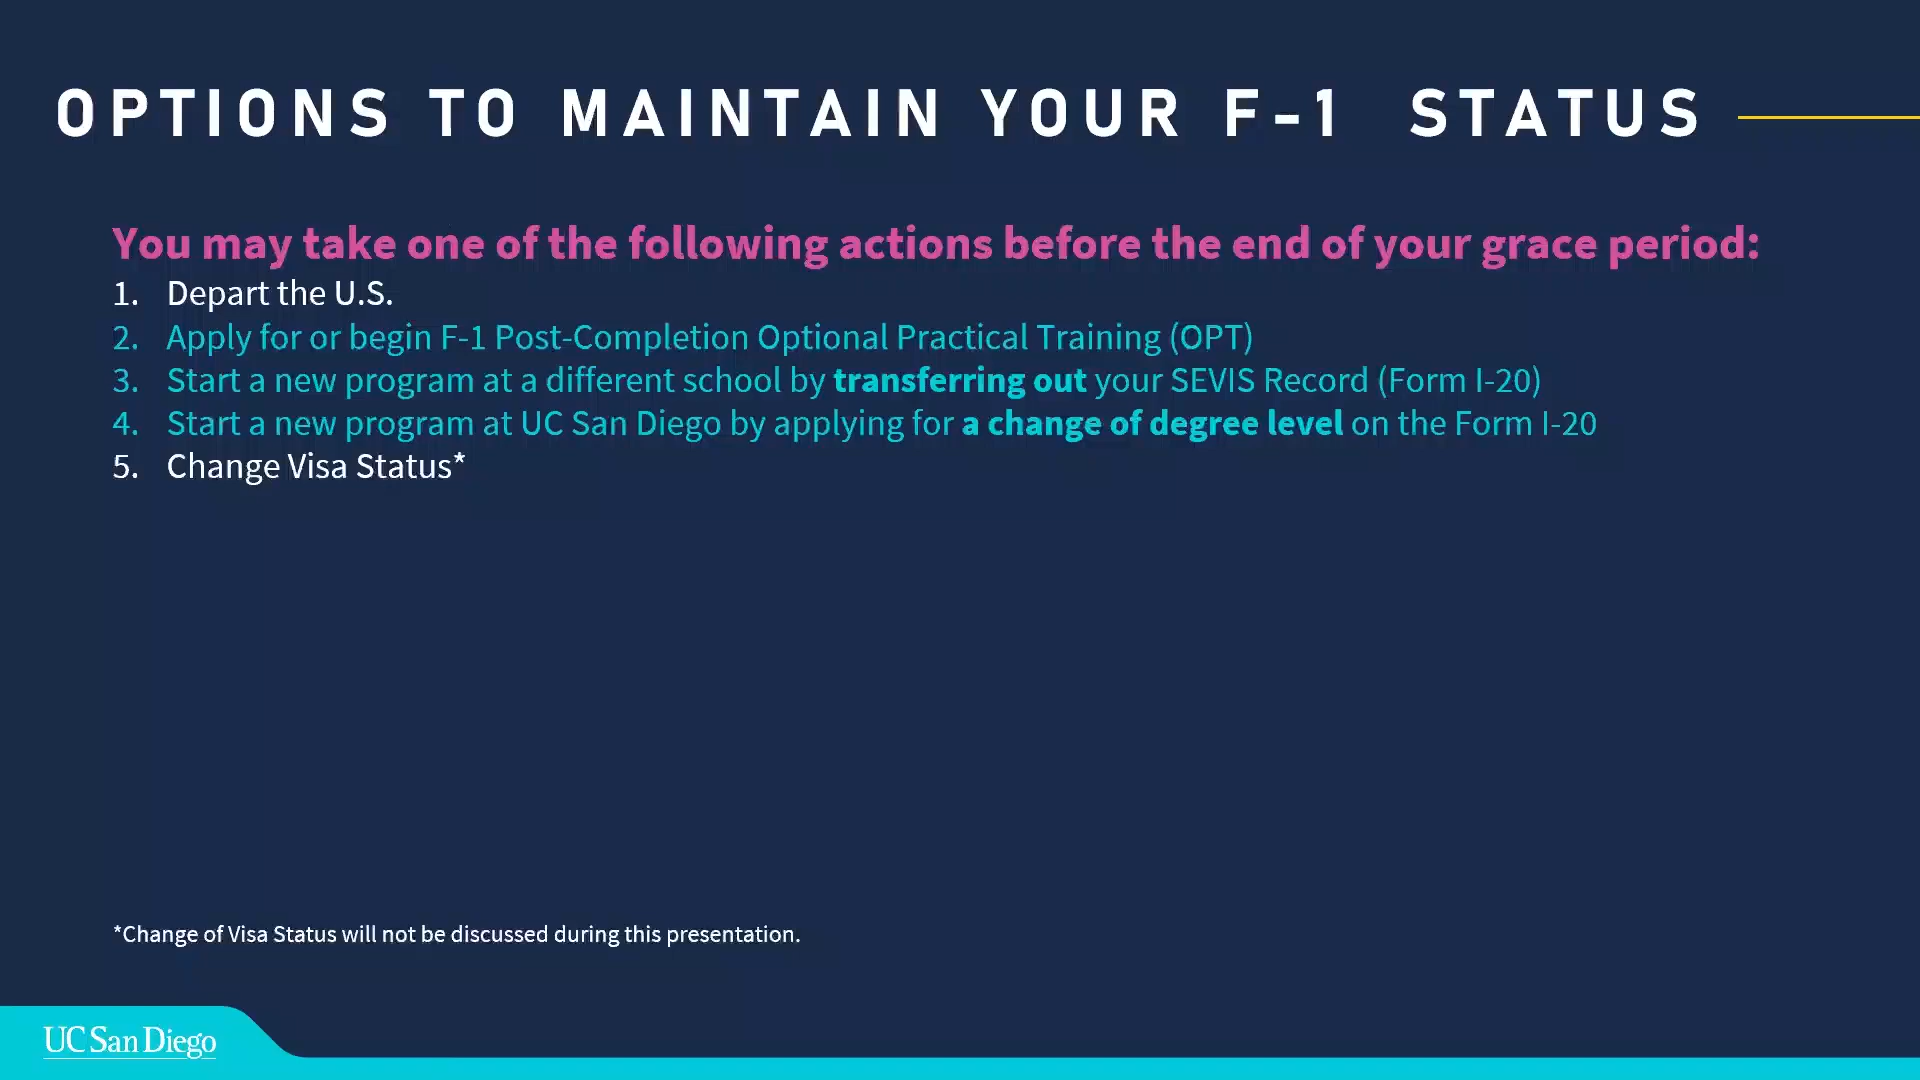 OPTIONS TO MAINTAIN YOUR F-1 STATUS
You may take one of the following actions before the end of your grace period:
1. Depart the U.S.
2. Apply for or begin F-1 Post-Completion Optional Practical Training (OPT)
3. Start a new program at a different school by transferring out your SEVIS Record (Form I-20)
4. Start a new program at UC San Diego by applying for a change of degree level on the Form I-20
5. Change Visa Status*
*Change of Visa Status will not be discussed during this presentation.
UC San Diego